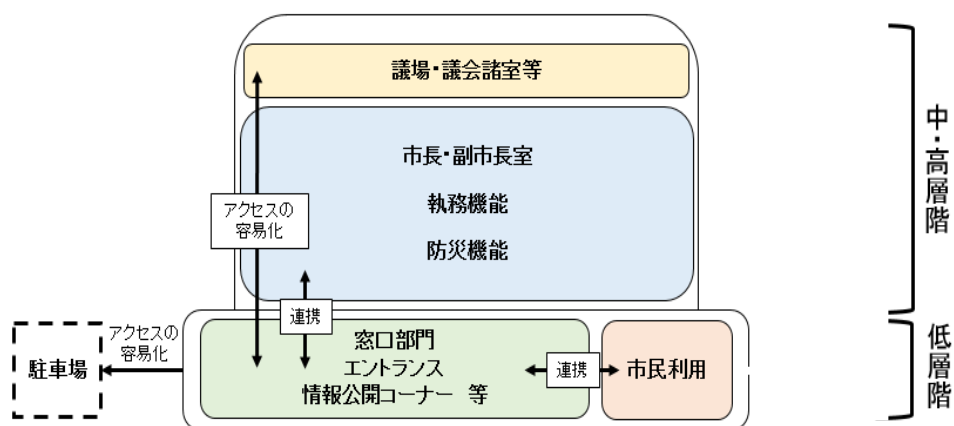 議場・議会諸室等
市長・副市長室
執務機能
防災機能
アクセスの
容易化
連携
窓口部門
エントランス
情報公開コーナー 等
連携
市民利用
アクセスの
容易化
駐車場
中・高層階
低層階